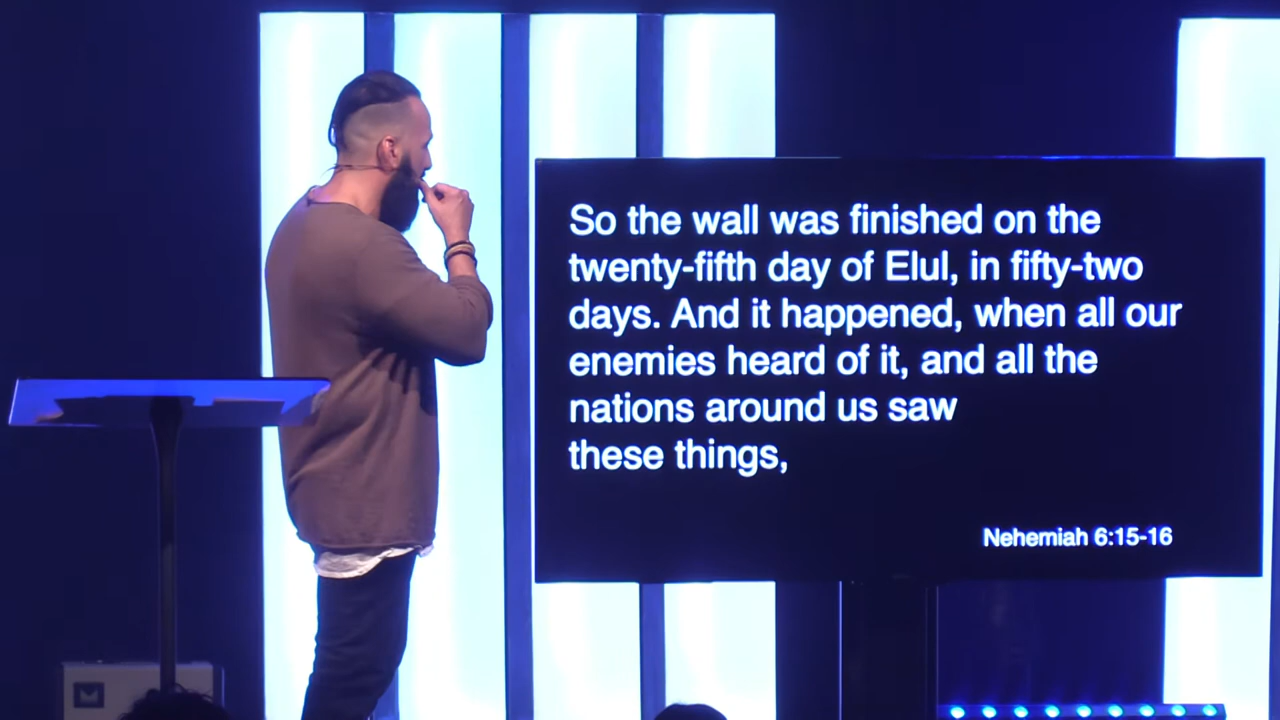 So the wall was finished on the
twenty-fifth day of Elul, in fifty-two
days. And it happened, when all our
enemies heard of it, and all the
nations around us saw
these things,
Nehemiah 6:15-16